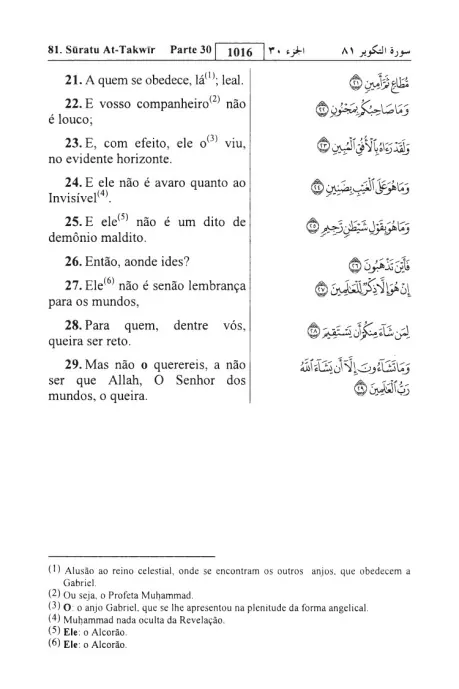 81. Sūratu At-Takwīr Parte 30 1016 الجزء ٣٠ سورة التكوير ٨١
21. A quem se obedece, lá(1); leal.
22. E vosso companheiro(2) não
é louco;
23. E, com efeito, ele o(3) viu,
no evidente horizonte.
24. E ele não é avaro quanto ao
Invisível(4).
25. E ele(5) não é um dito de
demônio maldito.
26. Então, aonde ides?
27. Ele(6) não é senão lembrança
para os mundos,
28. Para quem, dentre vós,
queira ser reto.
29. Mas não o querereis, a não
ser que Allah, O Senhor dos
mundos, o queira.
مُّطَاعٍ ثَمَّ أَمِينٍ ٢١
وَمَا صَاحِبُكُم بِمَجْنُونٍ ٢٢
وَلَقَدْ رَءَاهُ بِالْأُفُقِ الْمُبِينِ ٢٣
وَمَا هُوَ عَلَى الْغَيْبِ بِضَنِينٍ ٢٤
وَمَا هُوَ بِقَوْلِ شَيْطَٰنٍ رَّجِيمٍ ٢٥
فَأَيْنَ تَذْهَبُونَ ٢٦
إِنْ هُوَ إِلَّا ذِكْرٌ لِّلْعَٰلَمِينَ ٢٧
لِمَن شَآءَ مِنكُمْ أَن يَسْتَقِيمَ ٢٨
وَمَا تَشَآءُونَ إِلَّآ أَن يَشَآءَ اللَّهُ
رَبُّ الْعَٰلَمِينَ ٢٩
(1) Alusão ao reino celestial, onde se encontram os outros anjos, que obedecem a
Gabriel.
(2) Ou seja, o Profeta Muḥammad.
(3) O: o anjo Gabriel, que se lhe apresentou na plenitude da forma angelical.
(4) Muḥammad nada oculta da Revelação.
(5) Ele: o Alcorão.
(6) Ele: o Alcorão.